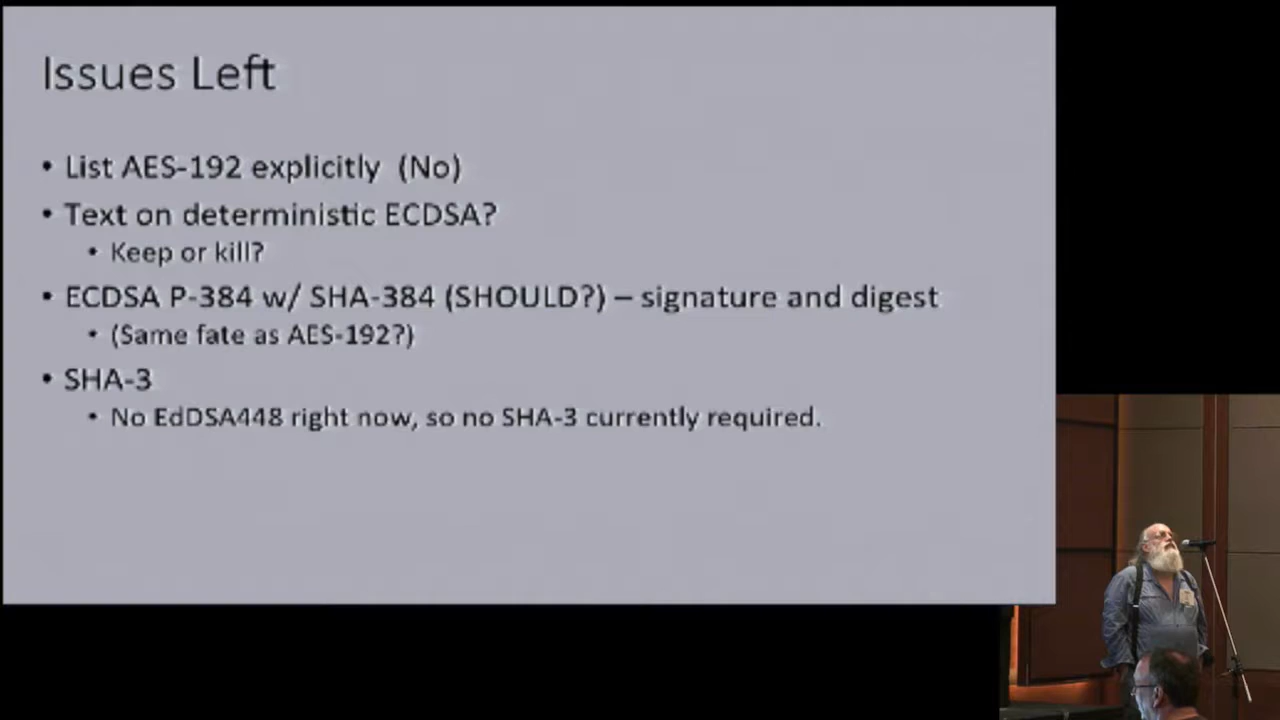 Issues Left
• List AES-192 explicitly (No)
• Text on deterministic ECDSA?
• Keep or kill?
• ECDSA P-384 w/ SHA-384 (SHOULD?) – signature and digest
• (Same fate as AES-192?)
• SHA-3
• No EdDSA448 right now, so no SHA-3 currently required.